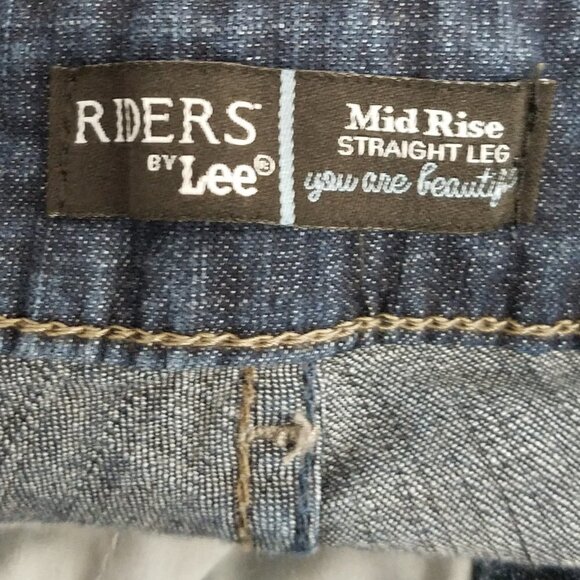 RIDERS
BY Lee®
Mid Rise
STRAIGHT LEG
you are